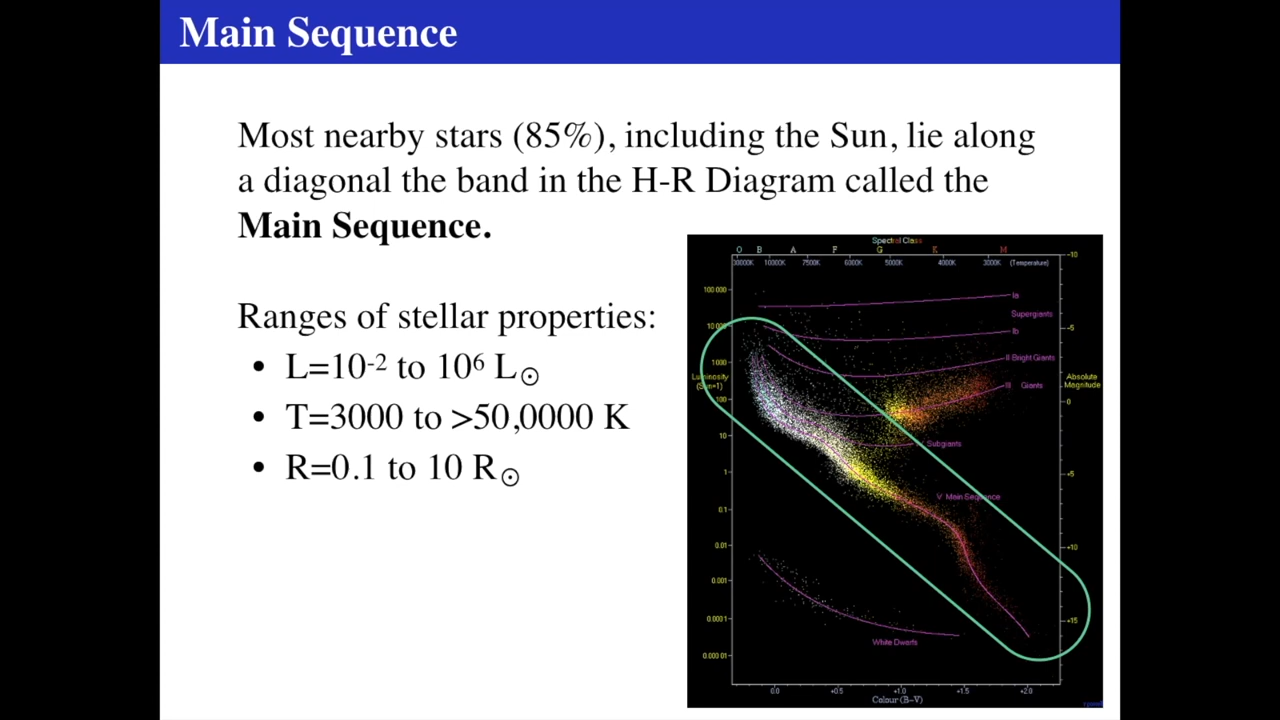 Main Sequence
Most nearby stars (85%), including the Sun, lie along
a diagonal the band in the H-R Diagram called the
Main Sequence.
Ranges of stellar properties:
• L=10⁻² to 10⁶ L⊙
• T=3000 to >50,0000 K
• R=0.1 to 10 R⊙
Spectral Class
O B A F G K M
10000K 7500K 6000K 5000K 4000K 3000K (Temperature)
-10
100 000
Ia
Supergiants
Ib
-5
1 000
II Bright Giants
Luminosity
(Sun=1)
Absolute
Magnitude
III Giants
100
0
10
Subgiants
1
+5
V Main Sequence
0.1
0.01
+10
0.001
0.0001
+15
White Dwarfs
0.000 01
0.0 +0.5 +1.0 +1.5 +2.0
Colour (B-V)